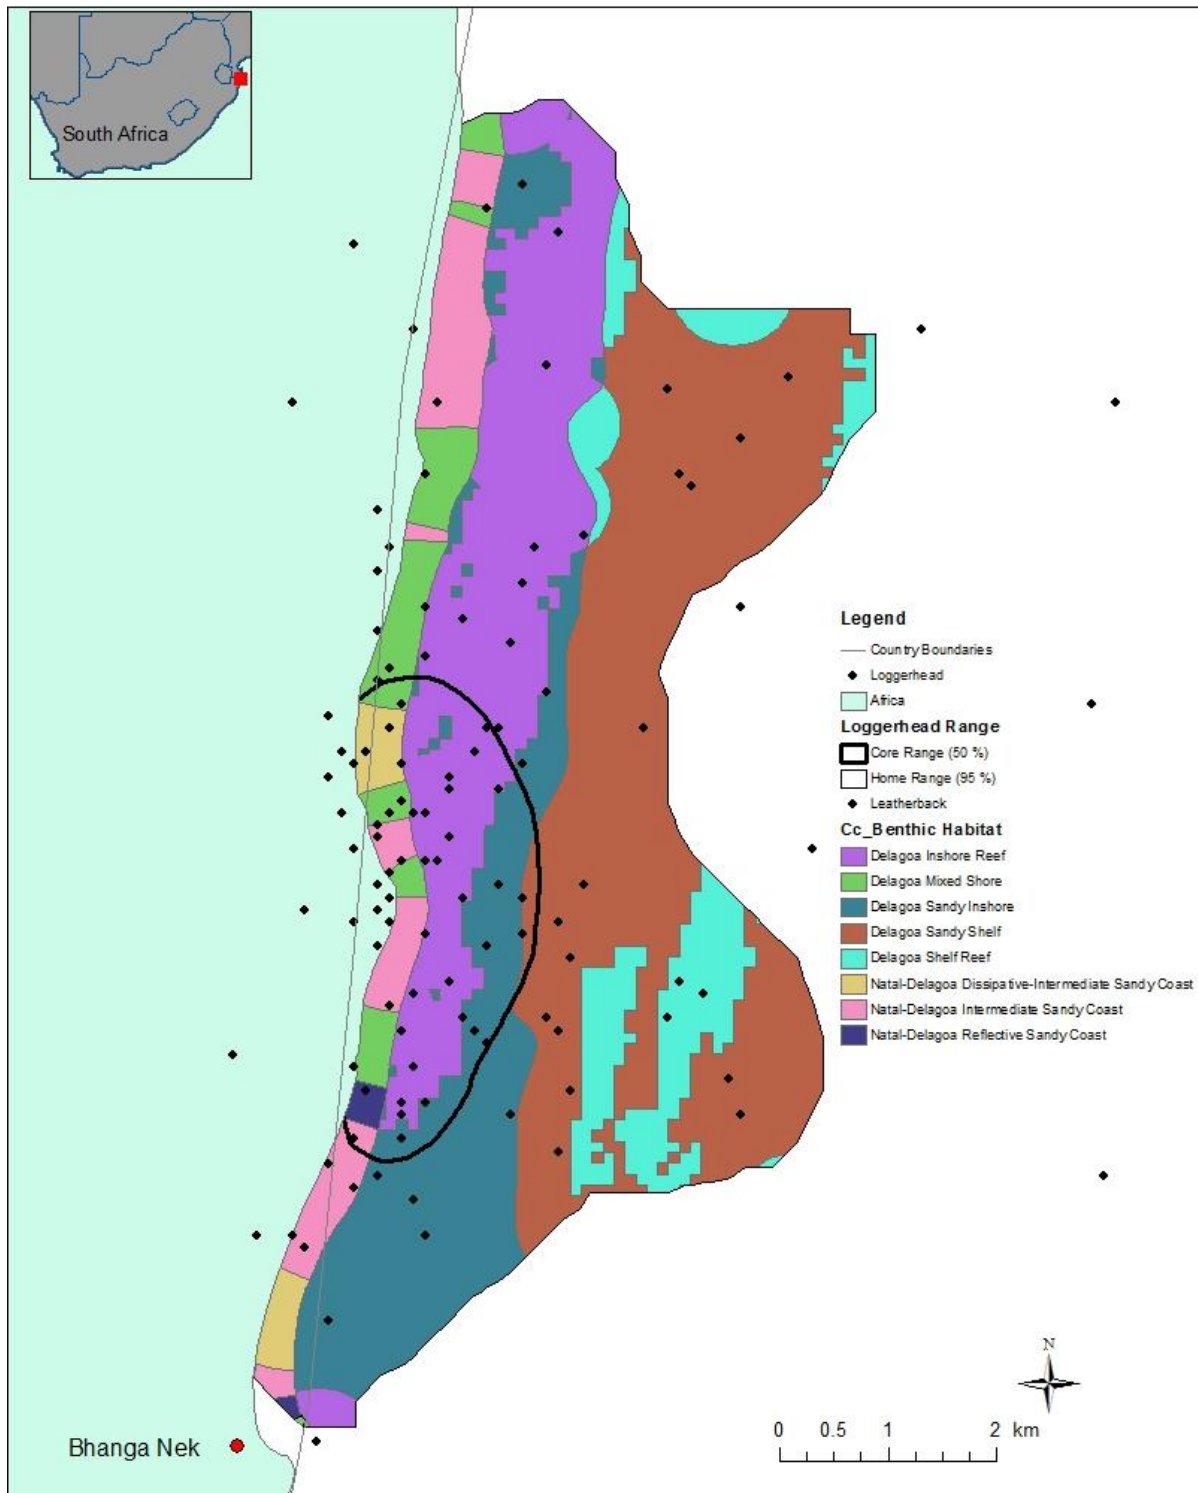 South Africa
Legend
Country Boundaries
Loggerhead
Africa
Loggerhead Range
Core Range (50 %)
Home Range (95 %)
Leatherback
Cc_Benthic Habitat
Delagoa Inshore Reef
Delagoa Mixed Shore
Delagoa Sandy Inshore
Delagoa Sandy Shelf
Delagoa Shelf Reef
Natal-Delagoa Dissipative-Intermediate Sandy Coast
Natal-Delagoa Intermediate Sandy Coast
Natal-Delagoa Reflective Sandy Coast
N
0 0.5 1 2 km
Bhanga Nek